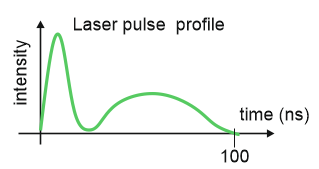 Laser pulse profile
intensity
time (ns)
100